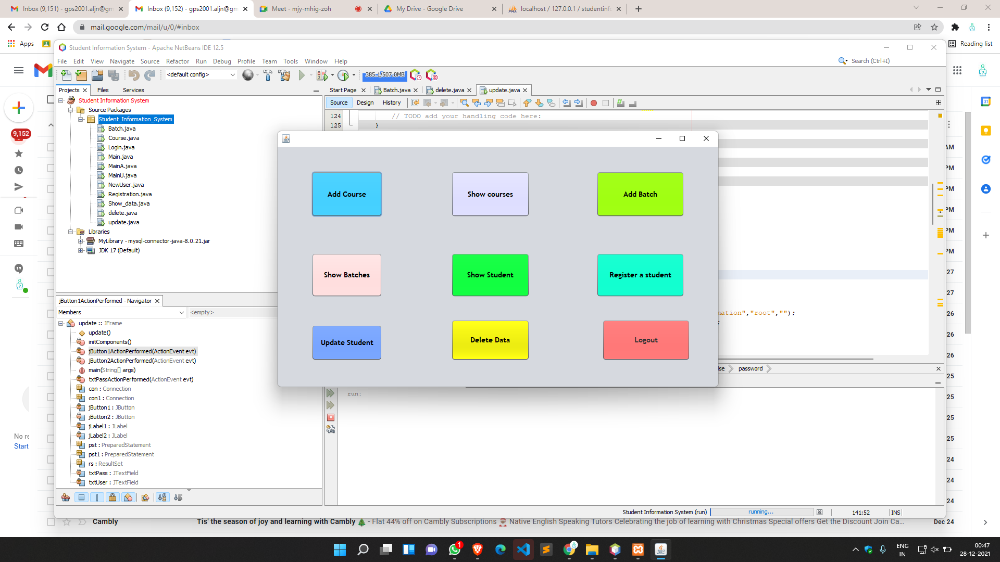 Inbox (9,151) - gps2001.aljn@gm
Inbox (9,152) - gps2001.aljn@gm
Meet - mjy-mhig-zoh
My Drive - Google Drive
localhost / 127.0.0.1 / studentinfo
mail.google.com/mail/u/0/#inbox
Apps
Reading list
Student Information System - Apache NetBeans IDE 12.5
File Edit View Navigate Source Refactor Run Debug Profile Team Tools Window Help
Search (Ctrl+I)
<default config>
385.1/507.0MB
Projects Files Services
Start Page Batch.java delete.java update.java
Source Design History
Student Information System
Source Packages
Student_Information_System
Batch.java
Course.java
Login.java
Main.java
MainA.java
MainU.java
NewUser.java
Registration.java
Show_data.java
delete.java
update.java
Libraries
MyLibrary - mysql-connector-java-8.0.21.jar
JDK 17 (Default)
124 // TODO add your handling code here:
125 }
Add Course
Show courses
Add Batch
Show Batches
Show Student
Register a student
Update Student
Delete Data
Logout
mation","root","");
;
password
run:
jButton1ActionPerformed - Navigator
Members
<empty>
update :: JFrame
update()
initComponents()
jButton1ActionPerformed(ActionEvent evt)
jButton2ActionPerformed(ActionEvent evt)
main(String[] args)
txtPassActionPerformed(ActionEvent evt)
con : Connection
con1 : Connection
jButton1 : JButton
jButton2 : JButton
jLabel1 : JLabel
jLabel2 : JLabel
pst : PreparedStatement
pst1 : PreparedStatement
rs : ResultSet
txtPass : JTextField
txtUser : JTextField
Student Information System (run)
running...
141:52
INS
9,152
No re
Start
31
AM
PM
PM
PM
PM
PM
27
27
26
26
26
25
25
25
25
24
24
24
Cambly
Tis' the season of joy and learning with Cambly 🎄 - Flat 44% off on Cambly Subscriptions 🎅 Native English Speaking Tutors Celebrating the job of learning with Christmas Special offers Get the Discount Join Ca...
Dec 24
1
ENG
IN
00:47
28-12-2021